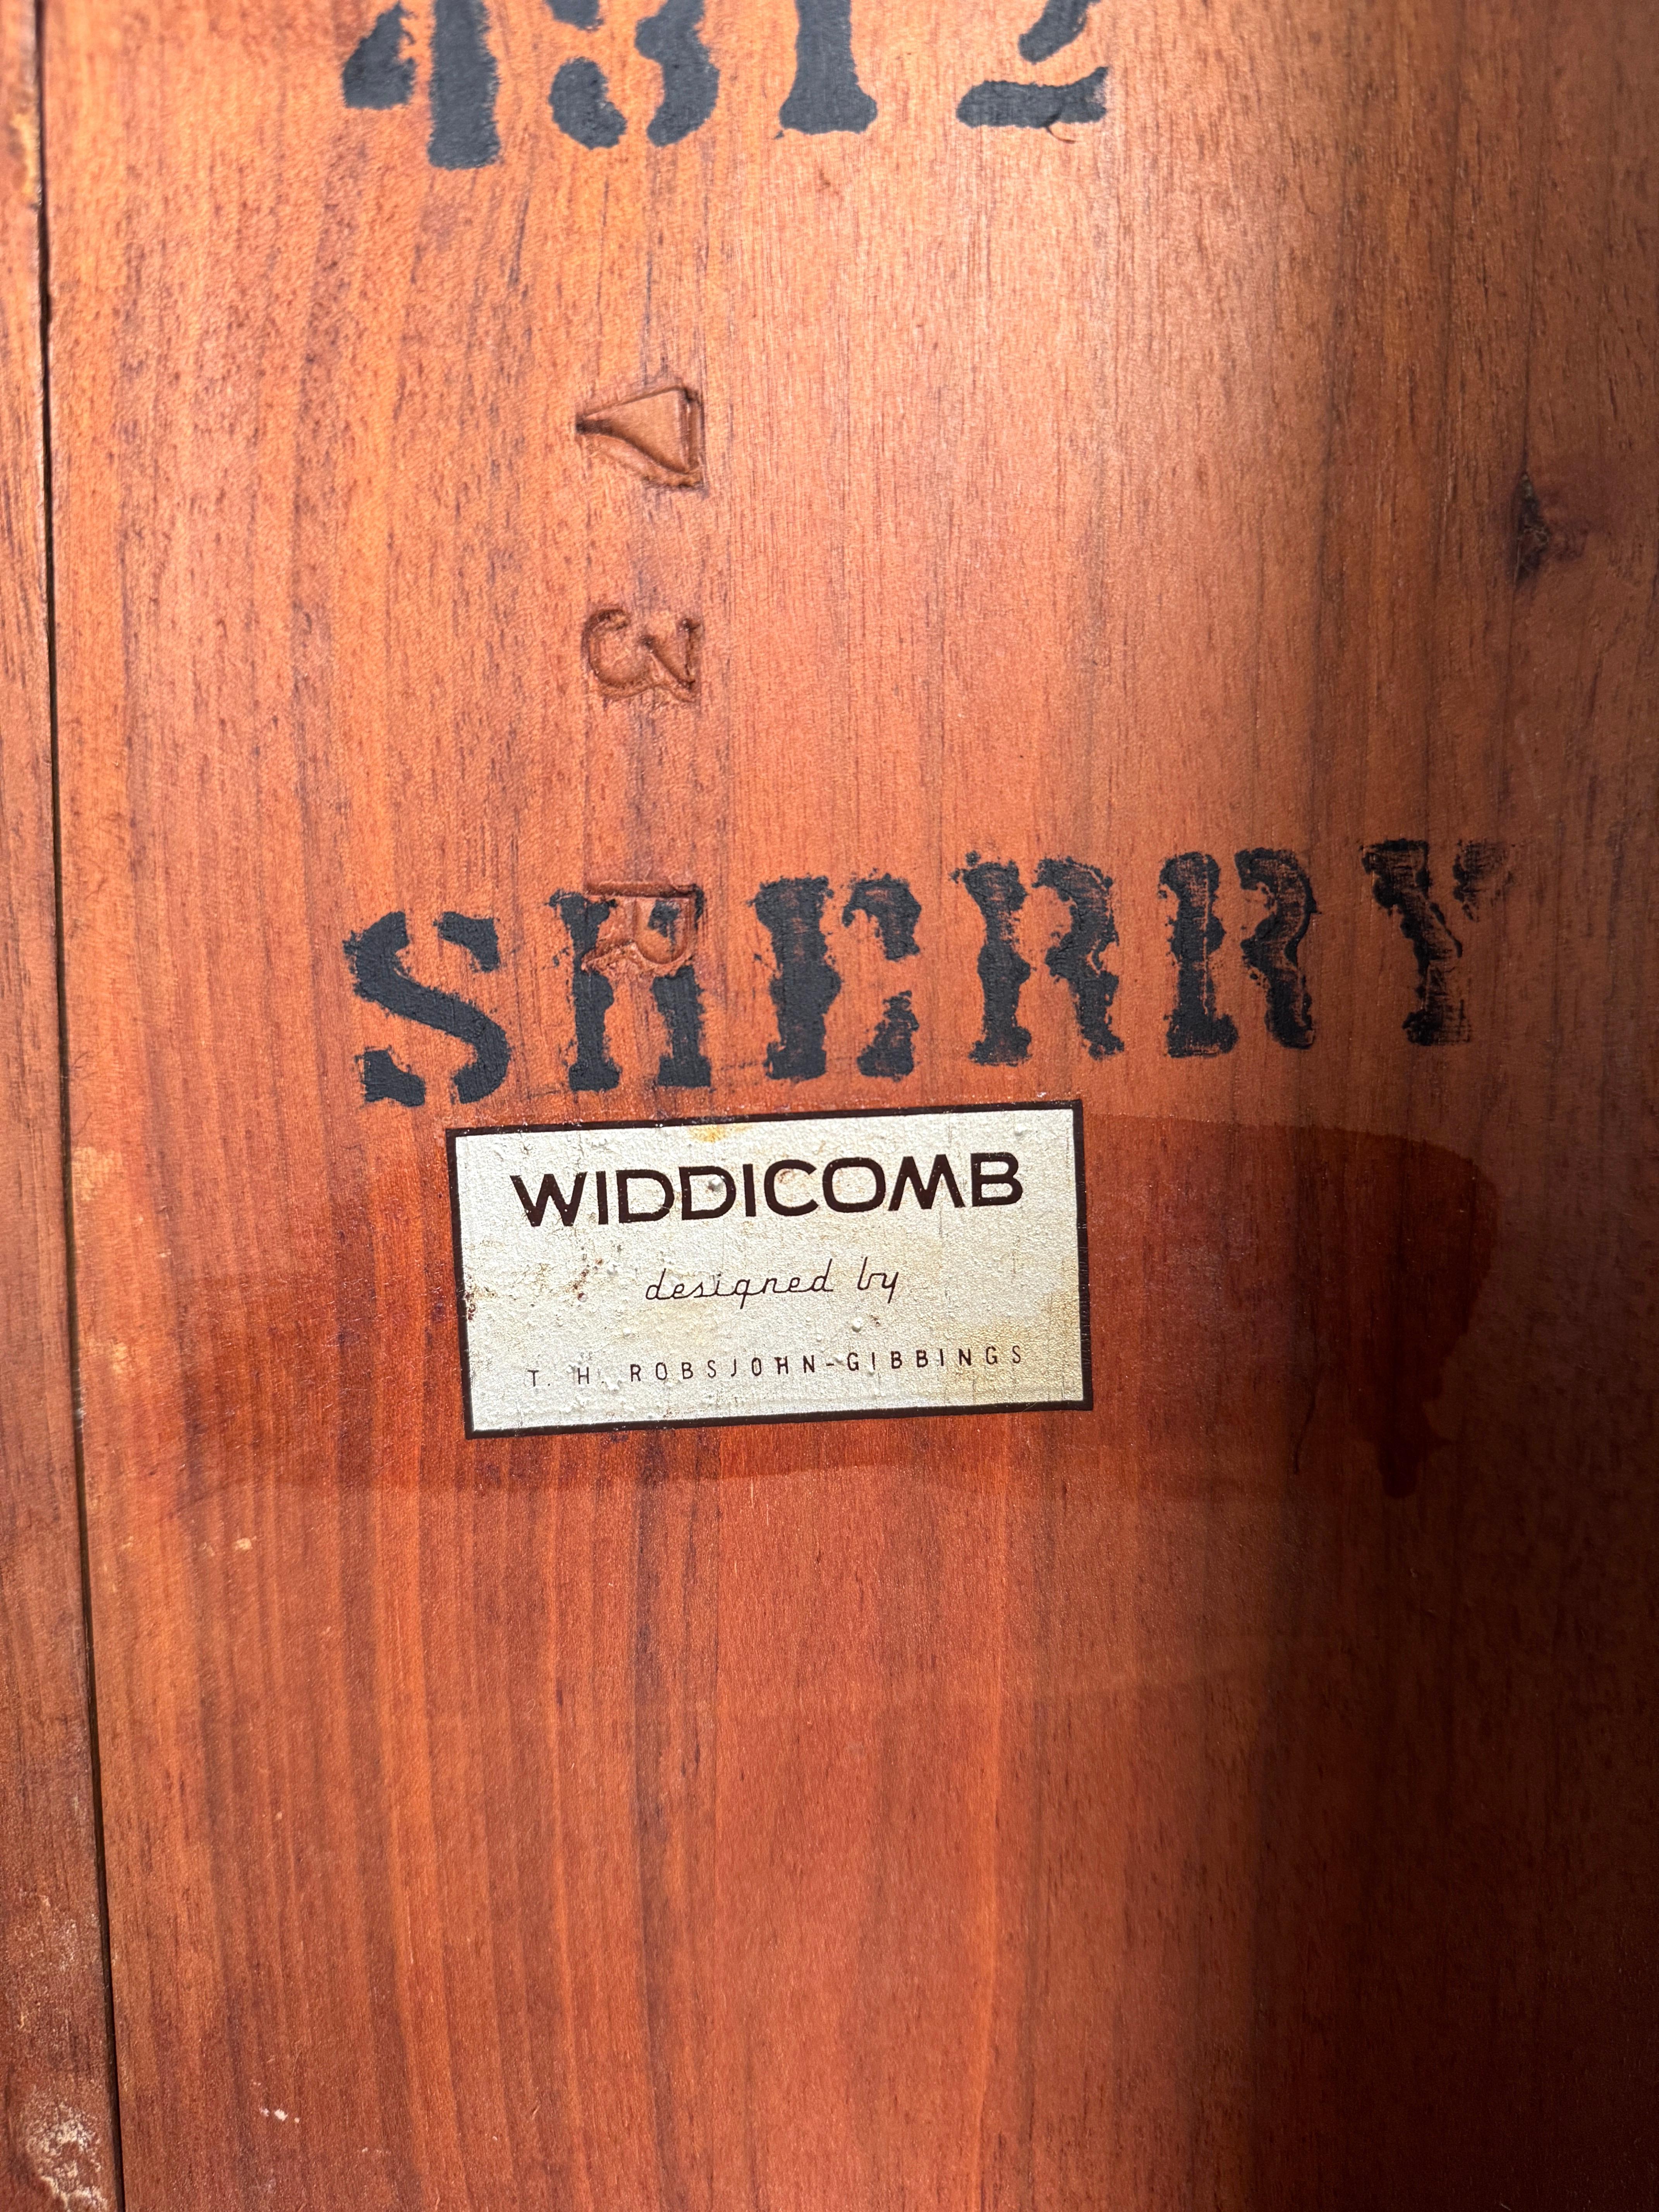 4312
3 R
SHERRY
WIDDICOMB
designed by
T. H. ROBSJOHN-GIBBINGS